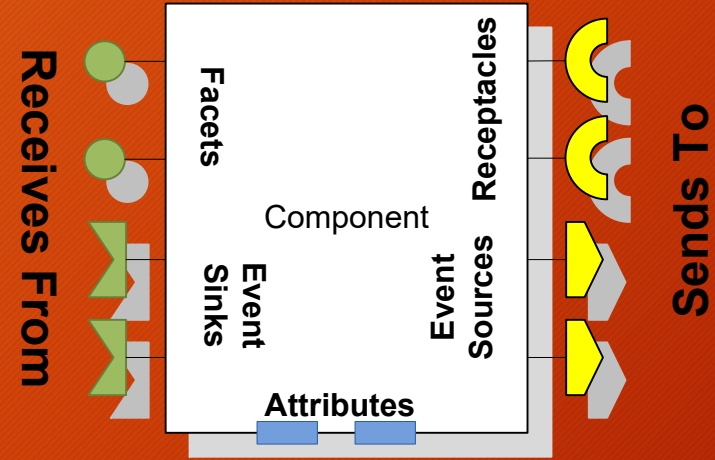 Receives From
Facets
Receptacles
Component
Event
Sinks
Event
Sources
Attributes
Sends To